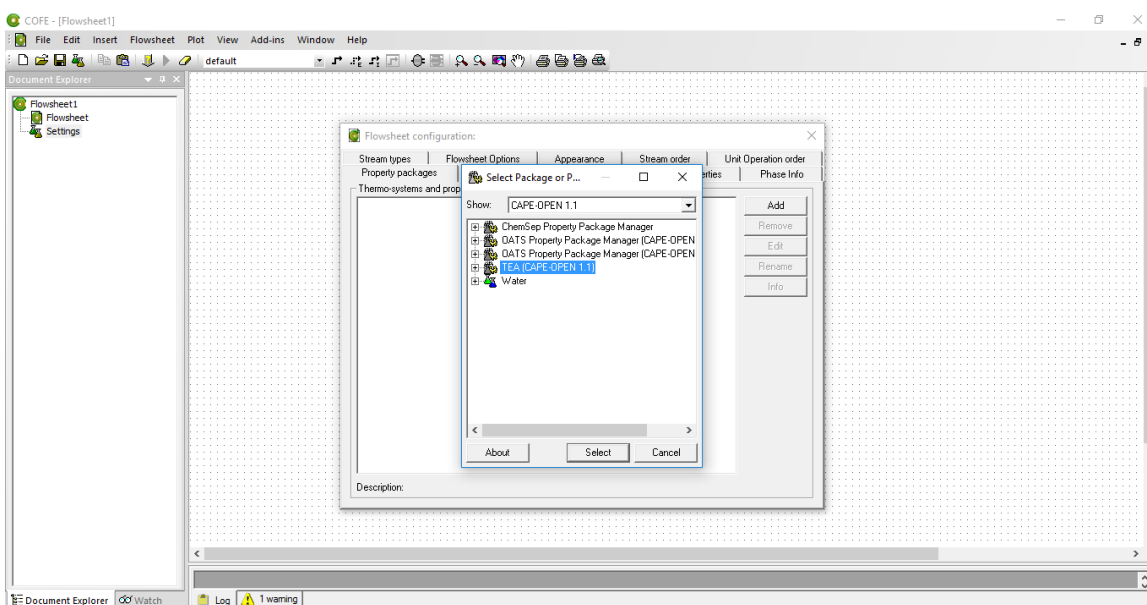 COFE - [Flowsheet1]
File Edit Insert Flowsheet Plot View Add-ins Window Help
default
Document Explorer
Flowsheet1
Flowsheet
Settings
Flowsheet configuration:
Stream types Flowsheet Options Appearance Stream order Unit Operation order
Property packages erties Phase Info
Thermo-systems and prop
Select Package or P...
Show: CAPE-OPEN 1.1
ChemSep Property Package Manager
OATS Property Package Manager (CAPE-OPEN
OATS Property Package Manager (CAPE-OPEN
TEA (CAPE-OPEN 1.1)
Water
About Select Cancel
Add
Remove
Edit
Rename
Info
Description:
Document Explorer Watch
Log 1 warning